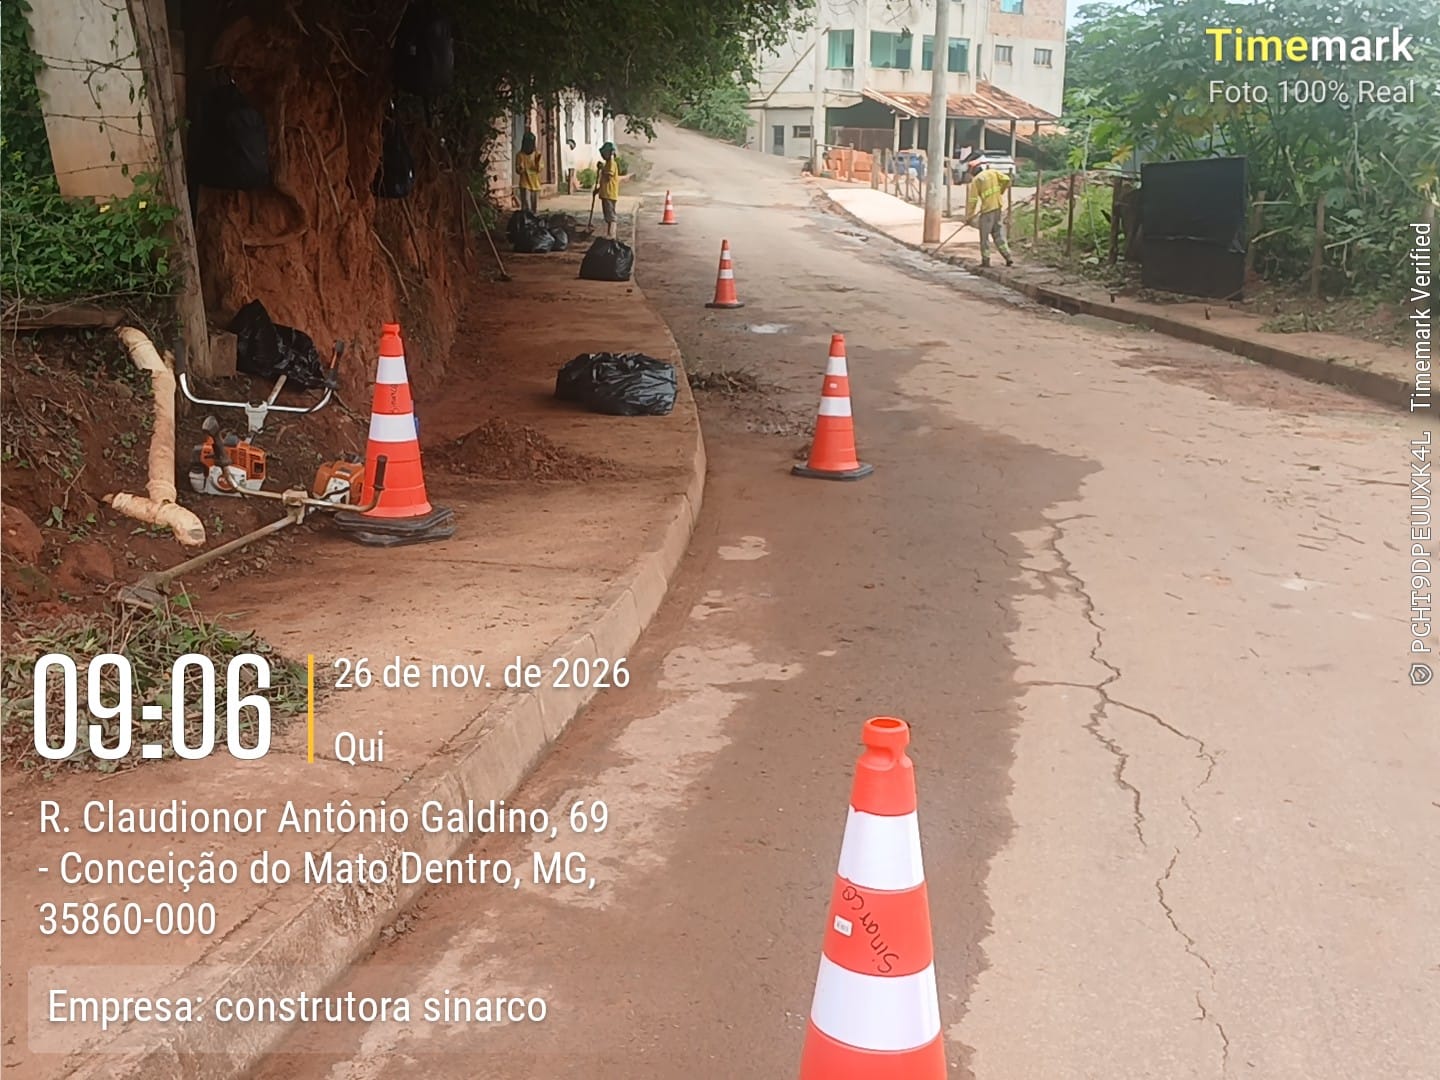 Timemark
Foto 100% Real
Timemark Verified
PCHT9DPEUUXK4L
09:06
26 de nov. de 2026
Qui
R. Claudionor Antônio Galdino, 69
- Conceição do Mato Dentro, MG,
35860-000
Empresa: construtora sinarco
Sinarco